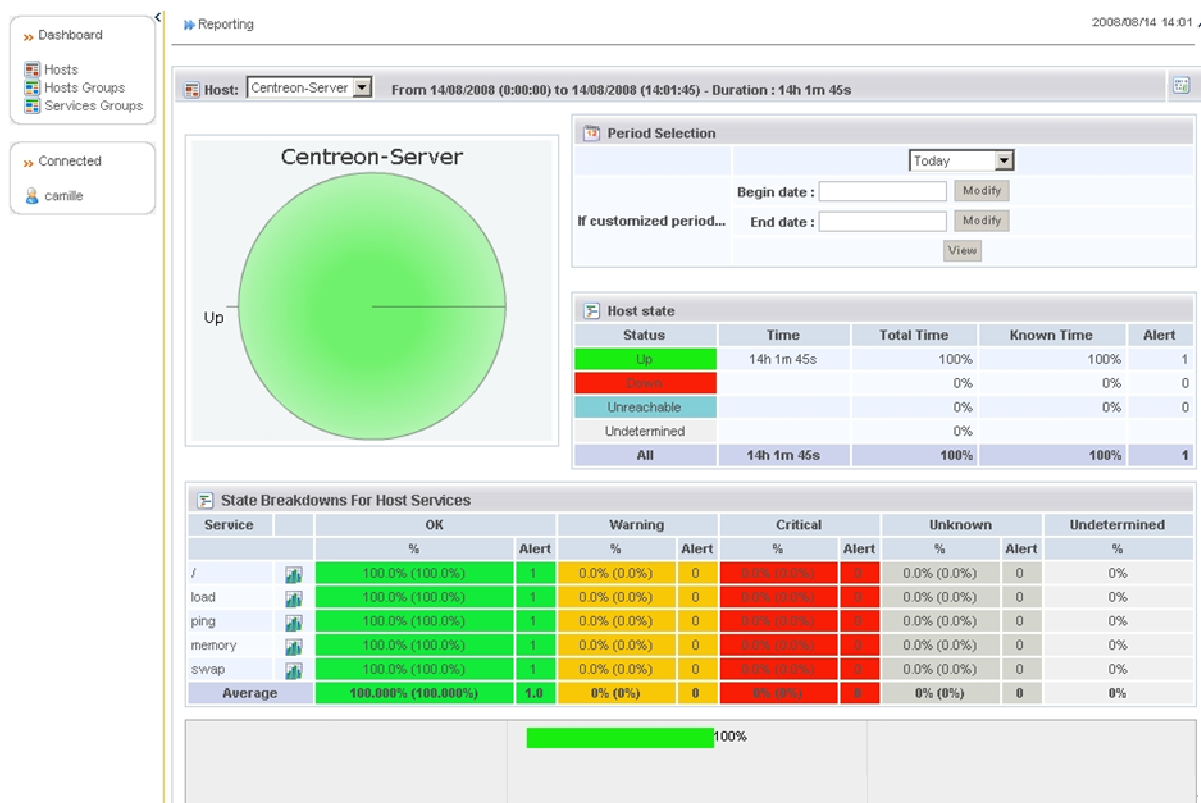 Dashboard
Hosts
Hosts Groups
Services Groups
Connected
camille
Reporting
2008/08/14 14:01
Host: Centreon-Server From 14/08/2008 (0:00:00) to 14/08/2008 (14:01:45) - Duration : 14h 1m 45s
Centreon-Server
Up
Period Selection
Today
If customized period...
Begin date : Modify
End date : Modify
View
Host state
Status Time Total Time Known Time Alert
Up 14h 1m 45s 100% 100% 1
Down 0% 0% 0
Unreachable 0% 0% 0
Undetermined 0%
All 14h 1m 45s 100% 100% 1
State Breakdowns For Host Services
Service OK Warning Critical Unknown Undetermined
% Alert % Alert % Alert % Alert %
/ 100.0% (100.0%) 1 0.0% (0.0%) 0 0.0% (0.0%) 0 0.0% (0.0%) 0 0%
load 100.0% (100.0%) 1 0.0% (0.0%) 0 0.0% (0.0%) 0 0.0% (0.0%) 0 0%
ping 100.0% (100.0%) 1 0.0% (0.0%) 0 0.0% (0.0%) 0 0.0% (0.0%) 0 0%
memory 100.0% (100.0%) 1 0.0% (0.0%) 0 0.0% (0.0%) 0 0.0% (0.0%) 0 0%
swap 100.0% (100.0%) 1 0.0% (0.0%) 0 0.0% (0.0%) 0 0.0% (0.0%) 0 0%
Average 100.000% (100.000%) 1.0 0% (0%) 0 0% (0%) 0 0% (0%) 0 0%
100%